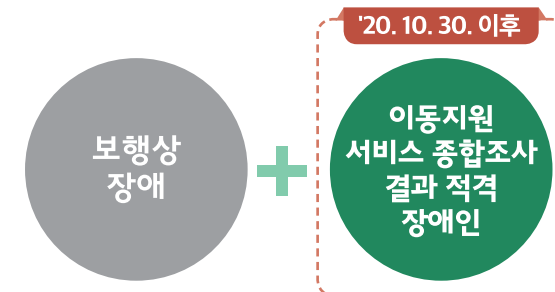 '20. 10. 30. 이후
보행상
장애
+
이동지원
서비스 종합조사
결과 적격
장애인